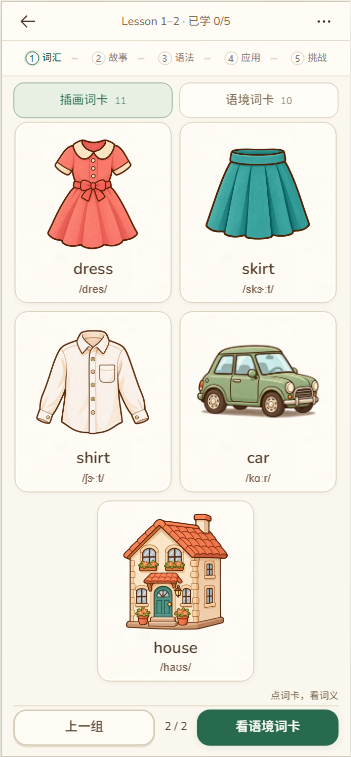 Lesson 1–2 · 已学 0/5
1 词汇 – 2 故事 – 3 语法 – 4 应用 – 5 挑战
插画词卡 11 语境词卡 10
dress skirt
/dres/ /skɝːt/
shirt car
/ʃɝːt/ /kɑːr/
house
/haʊs/
点词卡，看词义
上一组 2 / 2 看语境词卡